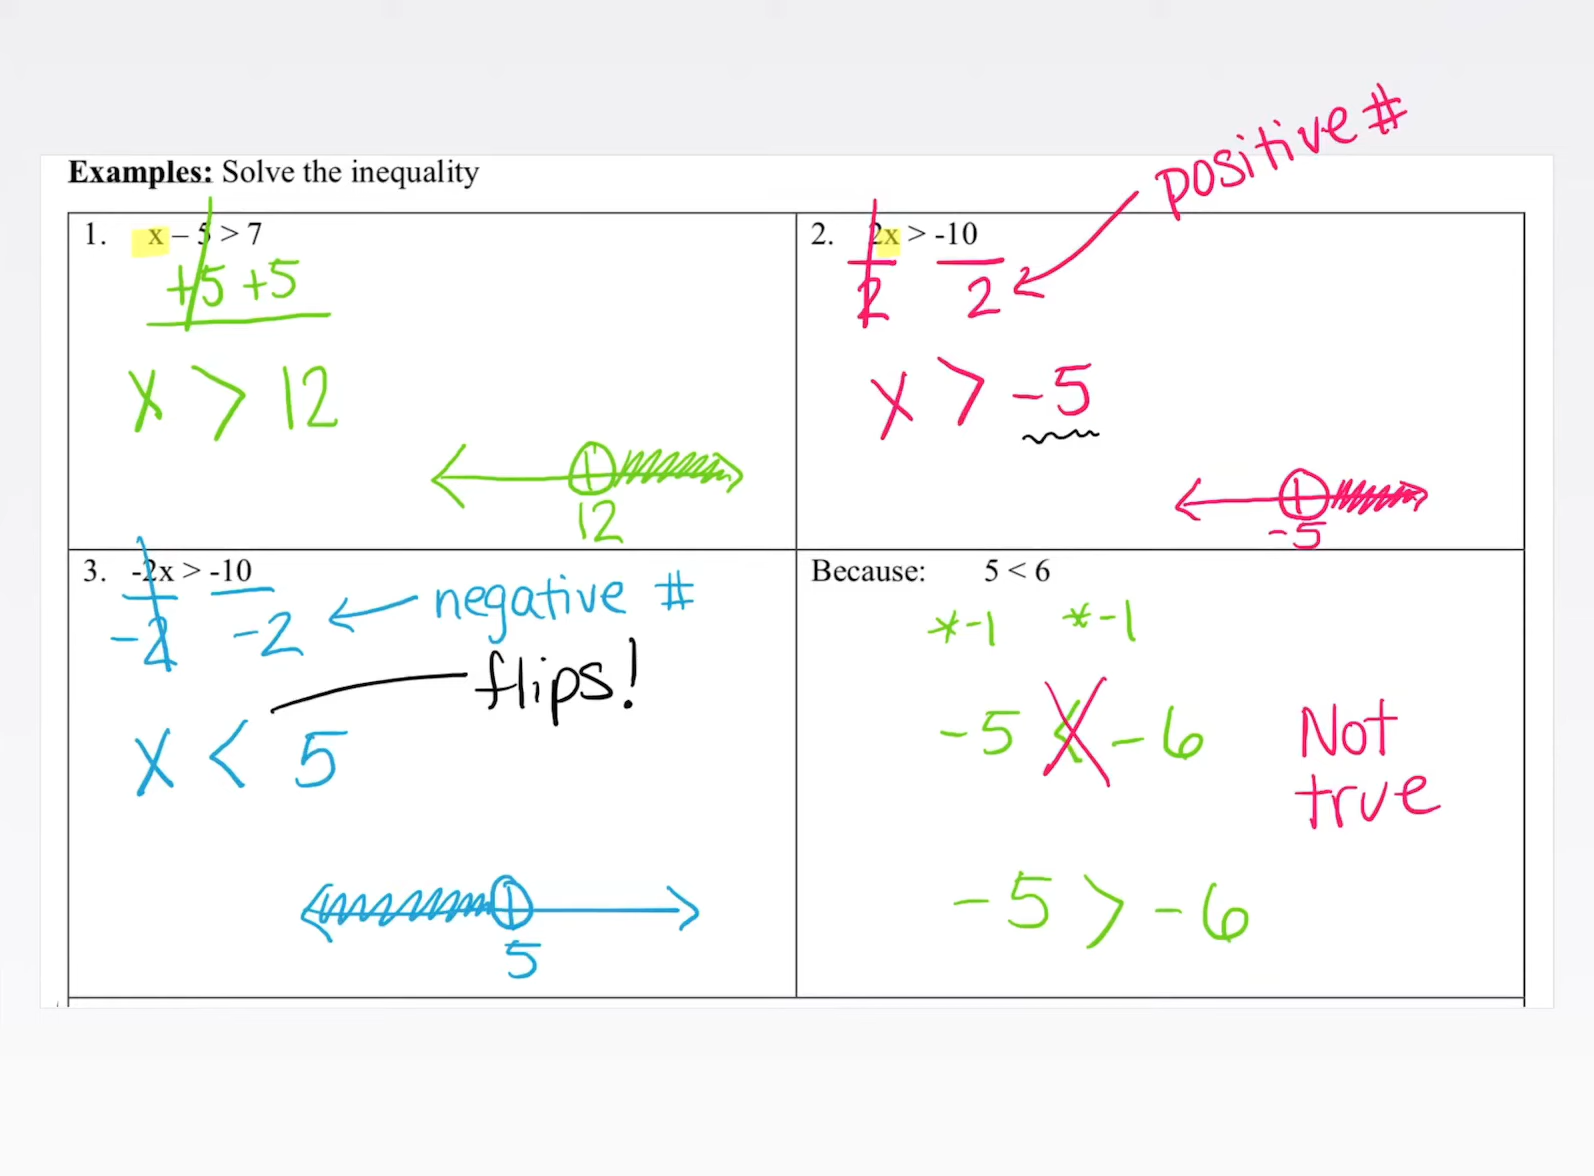 positive #
Examples: Solve the inequality
1. x – 5 > 7
+5 +5
x > 12
12
2. 2x > -10
2 2
x > -5
-5
3. -2x > -10
-2 -2 negative #
flips!
x < 5
5
Because: 5 < 6
*-1 *-1
-5 < -6 Not
true
-5 > -6